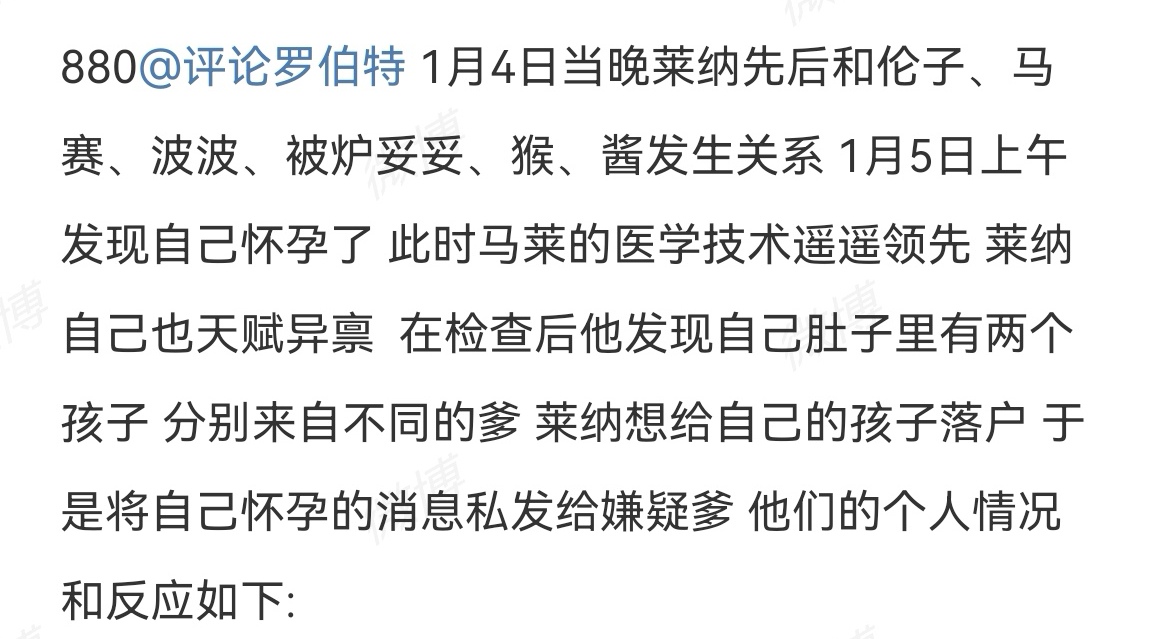 880@评论罗伯特 1月4日当晚莱纳先后和伦子、马
赛、波波、被炉妥妥、猴、酱发生关系 1月5日上午
发现自己怀孕了 此时马莱的医学技术遥遥领先 莱纳
自己也天赋异禀  在检查后他发现自己肚子里有两个
孩子 分别来自不同的爹 莱纳想给自己的孩子落户 于
是将自己怀孕的消息私发给嫌疑爹 他们的个人情况
和反应如下: